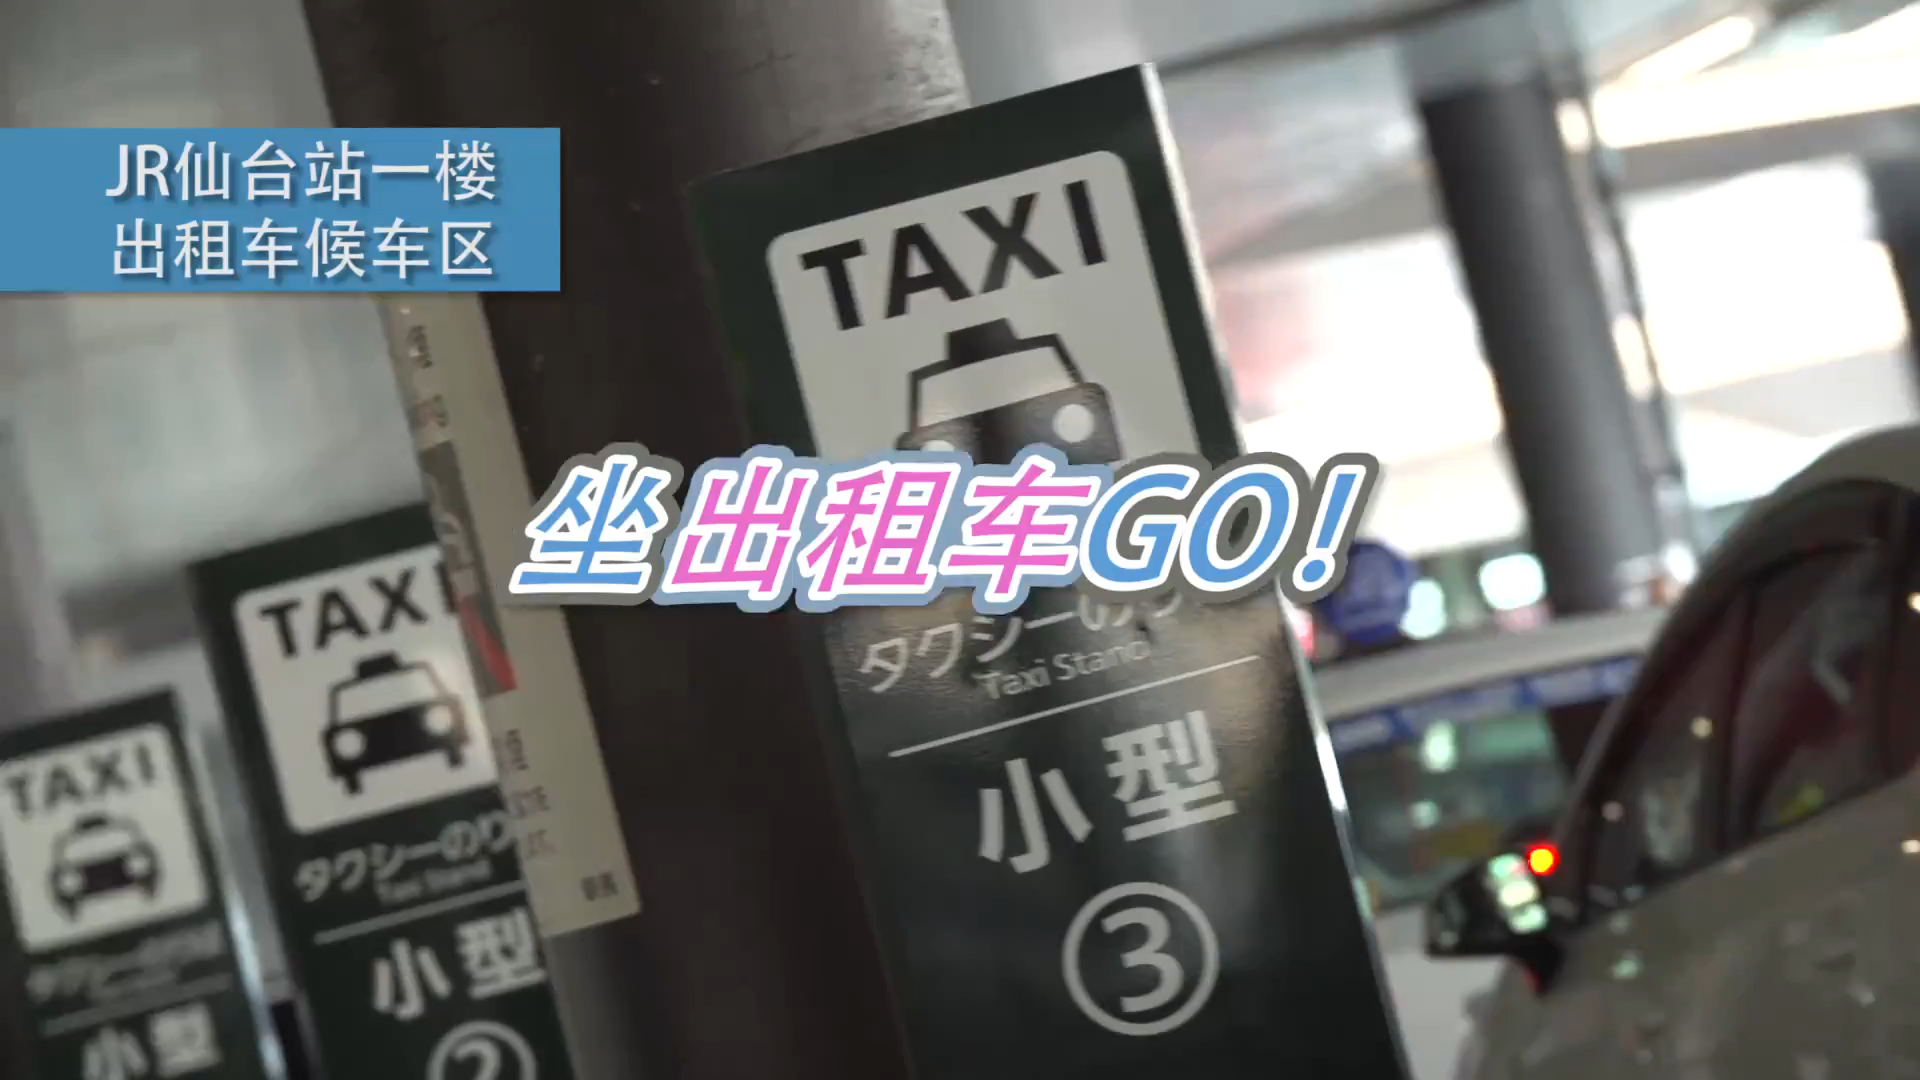 JR仙台站一楼
出租车候车区
TAXI
坐出租车GO!
タクシーのり
Taxi Stand
小型
③
TAXI
タクシーのり
Taxi Stand
小型
②
TAXI
小型